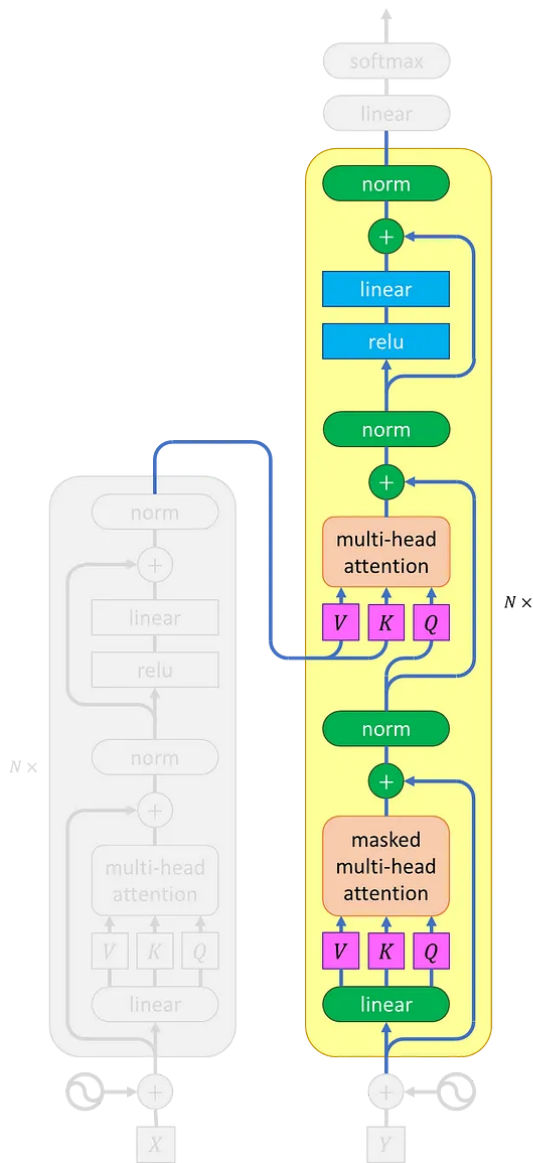 softmax
linear
norm
+
linear
relu
norm
+
multi-head
attention
V K Q
N ×
norm
+
masked
multi-head
attention
V K Q
linear
+
Y
norm
+
linear
relu
norm
N ×
+
multi-head
attention
V K Q
linear
+
X